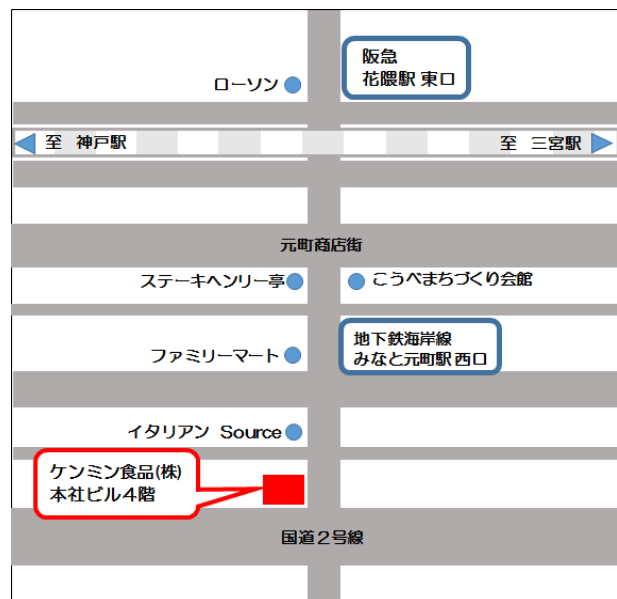 阪急
花隈駅 東口
ローソン
至 神戸駅
至 三宮駅
元町商店街
ステーキヘンリー亭
こうべまちづくり会館
地下鉄海岸線
みなと元町駅 西口
ファミリーマート
イタリアン Source
ケンミン食品(株)
本社ビル4階
国道2号線